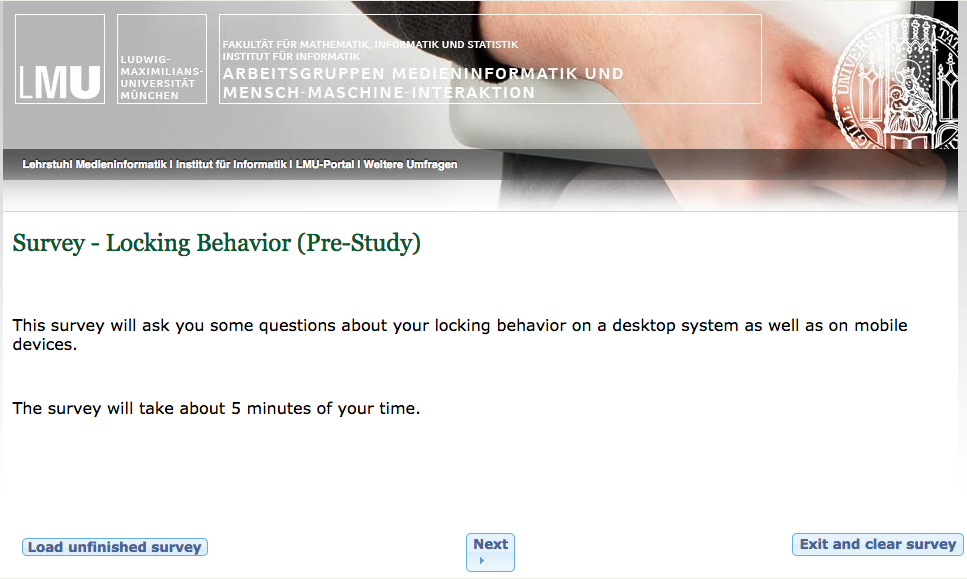 LMU
LUDWIG-
MAXIMILIANS-
UNIVERSITÄT
MÜNCHEN
FAKULTÄT FÜR MATHEMATIK, INFORMATIK UND STATISTIK
INSTITUT FÜR INFORMATIK
ARBEITSGRUPPEN MEDIENINFORMATIK UND
MENSCH-MASCHINE-INTERAKTION
Lehrstuhl Medieninformatik | Institut für Informatik | LMU-Portal | Weitere Umfragen
Survey - Locking Behavior (Pre-Study)
This survey will ask you some questions about your locking behavior on a desktop system as well as on mobile
devices.
The survey will take about 5 minutes of your time.
Load unfinished survey
Next
Exit and clear survey